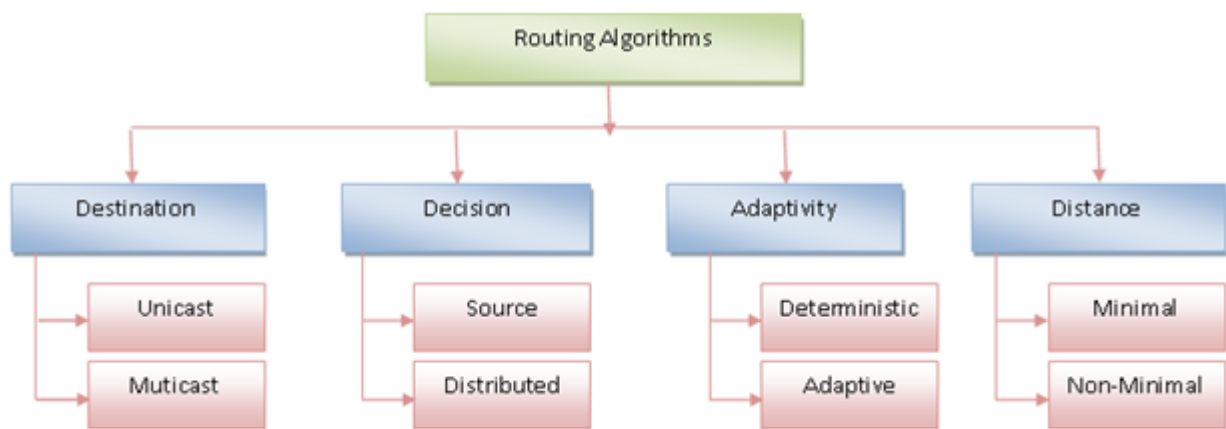 Routing Algorithms
Destination
Decision
Adaptivity
Distance
Unicast
Source
Deterministic
Minimal
Muticast
Distributed
Adaptive
Non-Minimal